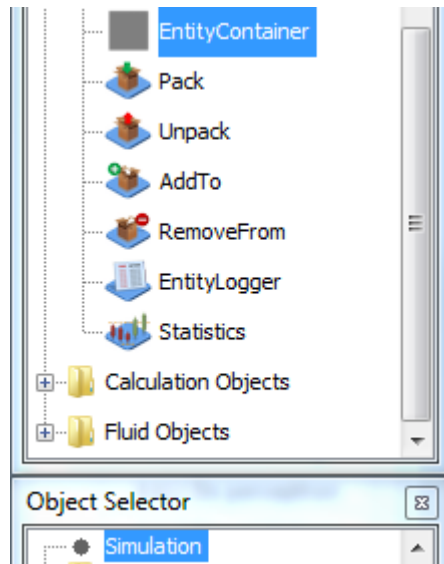 EntityContainer
Pack
Unpack
AddTo
RemoveFrom
EntityLogger
Statistics
Calculation Objects
Fluid Objects
Object Selector
Simulation